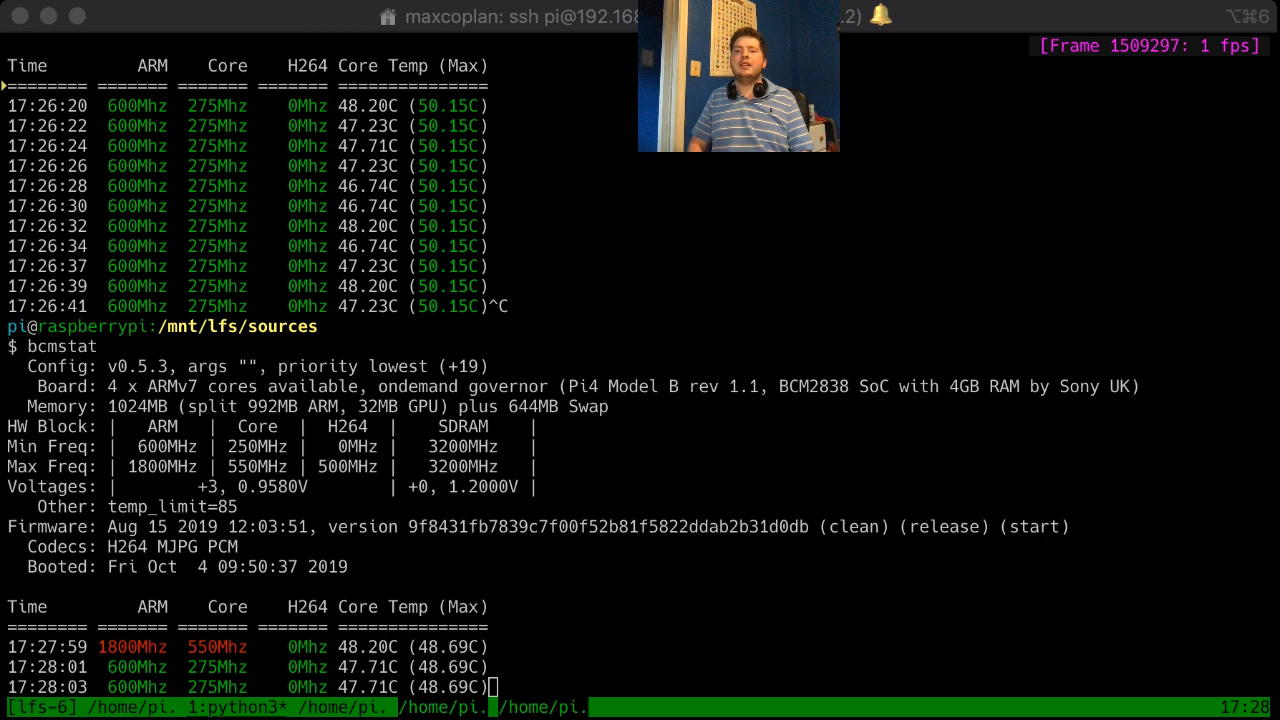 maxcoplan: ssh pi@192.168 .2) ⌥⌘6
[Frame 1509297: 1 fps]
Time ARM Core H264 Core Temp (Max)
======== ======= ======= ======= ===============
17:26:20 600Mhz 275Mhz 0Mhz 48.20C (50.15C)
17:26:22 600Mhz 275Mhz 0Mhz 47.23C (50.15C)
17:26:24 600Mhz 275Mhz 0Mhz 47.71C (50.15C)
17:26:26 600Mhz 275Mhz 0Mhz 47.23C (50.15C)
17:26:28 600Mhz 275Mhz 0Mhz 46.74C (50.15C)
17:26:30 600Mhz 275Mhz 0Mhz 46.74C (50.15C)
17:26:32 600Mhz 275Mhz 0Mhz 48.20C (50.15C)
17:26:34 600Mhz 275Mhz 0Mhz 46.74C (50.15C)
17:26:37 600Mhz 275Mhz 0Mhz 47.23C (50.15C)
17:26:39 600Mhz 275Mhz 0Mhz 48.20C (50.15C)
17:26:41 600Mhz 275Mhz 0Mhz 47.23C (50.15C)^C
pi@raspberrypi:/mnt/lfs/sources
$ bcmstat
Config: v0.5.3, args "", priority lowest (+19)
Board: 4 x ARMv7 cores available, ondemand governor (Pi4 Model B rev 1.1, BCM2838 SoC with 4GB RAM by Sony UK)
Memory: 1024MB (split 992MB ARM, 32MB GPU) plus 644MB Swap
HW Block: | ARM | Core | H264 | SDRAM |
Min Freq: | 600MHz | 250MHz | 0MHz | 3200MHz |
Max Freq: | 1800MHz | 550MHz | 500MHz | 3200MHz |
Voltages: | +3, 0.9580V | +0, 1.2000V |
Other: temp_limit=85
Firmware: Aug 15 2019 12:03:51, version 9f8431fb7839c7f00f52b81f5822ddab2b31d0db (clean) (release) (start)
Codecs: H264 MJPG PCM
Booted: Fri Oct 4 09:50:37 2019
Time ARM Core H264 Core Temp (Max)
======== ======= ======= ======= ===============
17:27:59 1800Mhz 550Mhz 0Mhz 48.20C (48.69C)
17:28:01 600Mhz 275Mhz 0Mhz 47.71C (48.69C)
17:28:03 600Mhz 275Mhz 0Mhz 47.71C (48.69C)
[lfs-6] /home/pi. 1:python3* /home/pi. /home/pi. /home/pi. 17:28